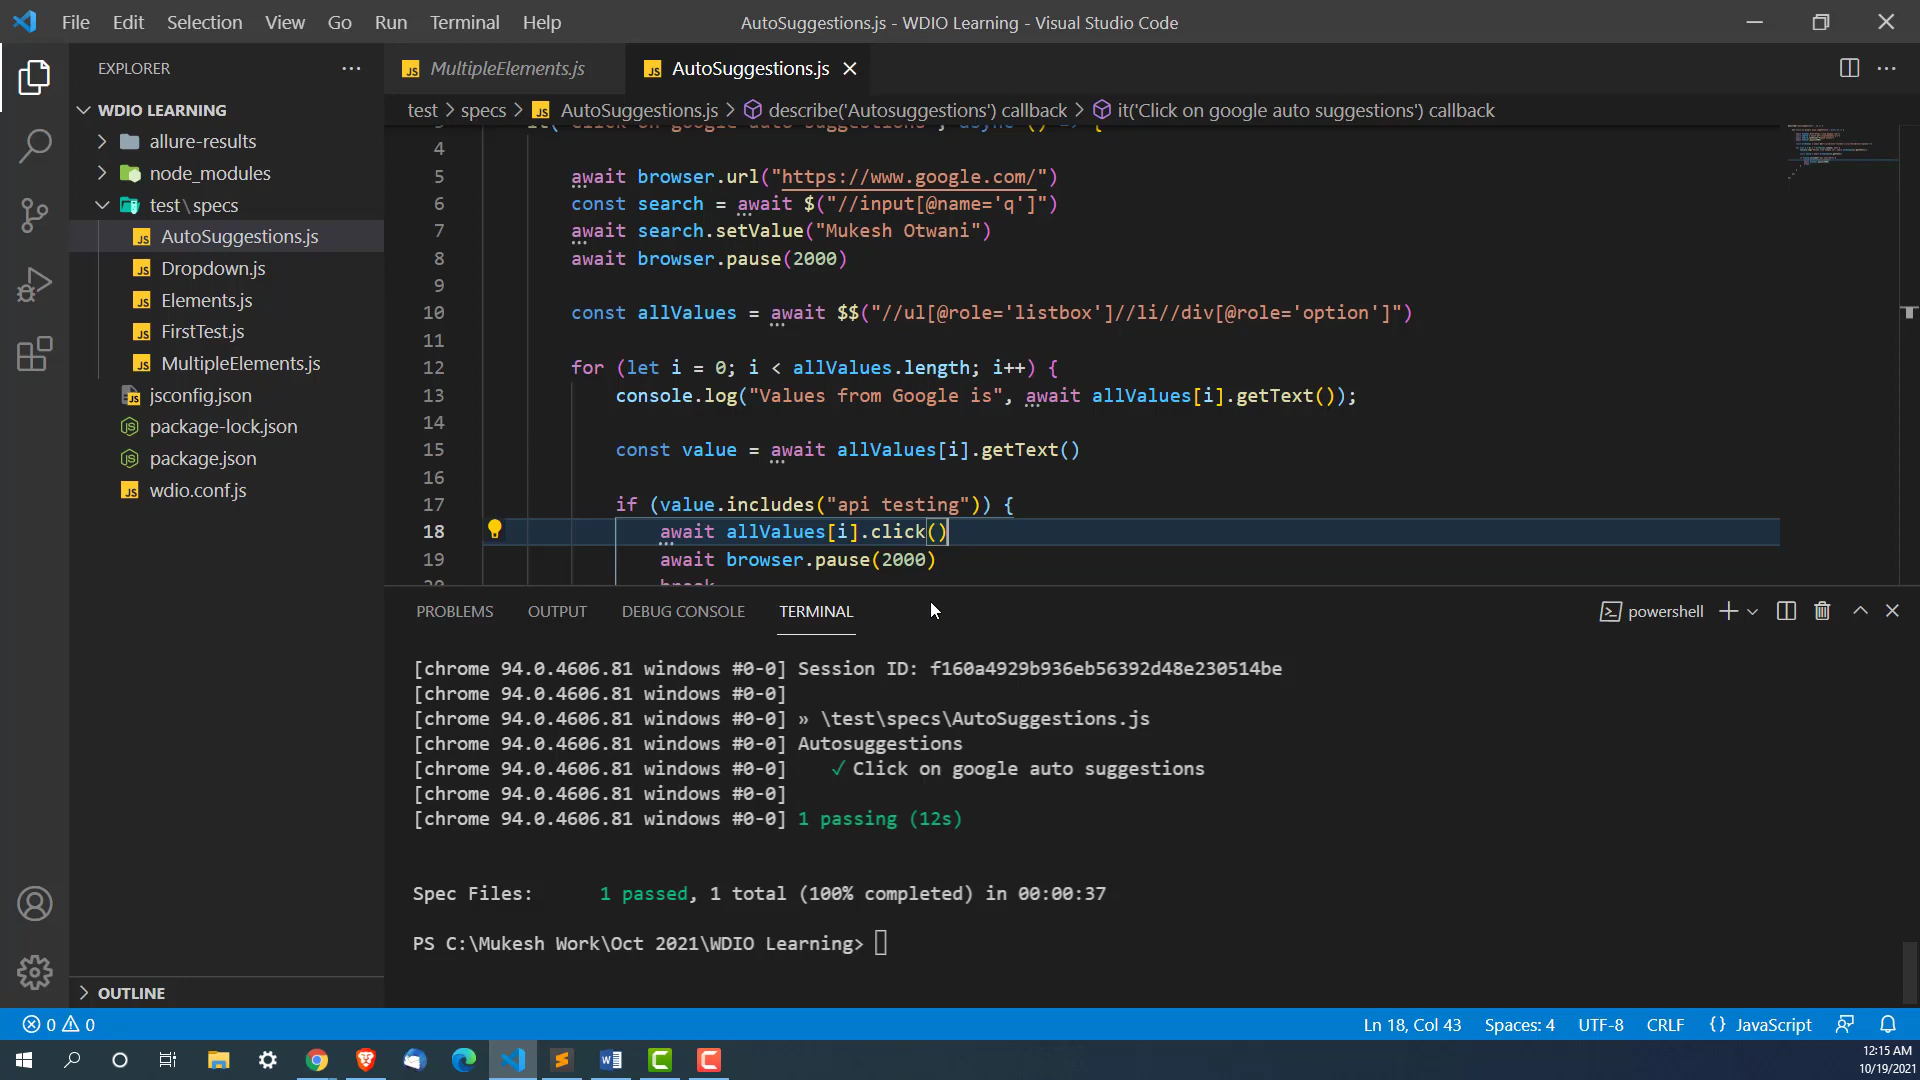 File Edit Selection View Go Run Terminal Help
AutoSuggestions.js - WDIO Learning - Visual Studio Code
EXPLORER
WDIO LEARNING
allure-results
node_modules
test\specs
AutoSuggestions.js
Dropdown.js
Elements.js
FirstTest.js
MultipleElements.js
jsconfig.json
package-lock.json
package.json
wdio.conf.js
OUTLINE
MultipleElements.js AutoSuggestions.js
test > specs > AutoSuggestions.js > describe('Autosuggestions') callback > it('Click on google auto suggestions') callback
4
5 await browser.url("https://www.google.com/")
6 const search = await $("//input[@name='q']")
7 await search.setValue("Mukesh Otwani")
8 await browser.pause(2000)
9
10 const allValues = await $$("//ul[@role='listbox']//li//div[@role='option']")
11
12 for (let i = 0; i < allValues.length; i++) {
13 console.log("Values from Google is", await allValues[i].getText());
14
15 const value = await allValues[i].getText()
16
17 if (value.includes("api testing")) {
18 await allValues[i].click()
19 await browser.pause(2000)
PROBLEMS OUTPUT DEBUG CONSOLE TERMINAL powershell
[chrome 94.0.4606.81 windows #0-0] Session ID: f160a4929b936eb56392d48e230514be
[chrome 94.0.4606.81 windows #0-0]
[chrome 94.0.4606.81 windows #0-0] » \test\specs\AutoSuggestions.js
[chrome 94.0.4606.81 windows #0-0] Autosuggestions
[chrome 94.0.4606.81 windows #0-0] ✓ Click on google auto suggestions
[chrome 94.0.4606.81 windows #0-0]
[chrome 94.0.4606.81 windows #0-0] 1 passing (12s)
Spec Files: 1 passed, 1 total (100% completed) in 00:00:37
PS C:\Mukesh Work\Oct 2021\WDIO Learning>
0 0 Ln 18, Col 43 Spaces: 4 UTF-8 CRLF {} JavaScript
12:15 AM
10/19/2021